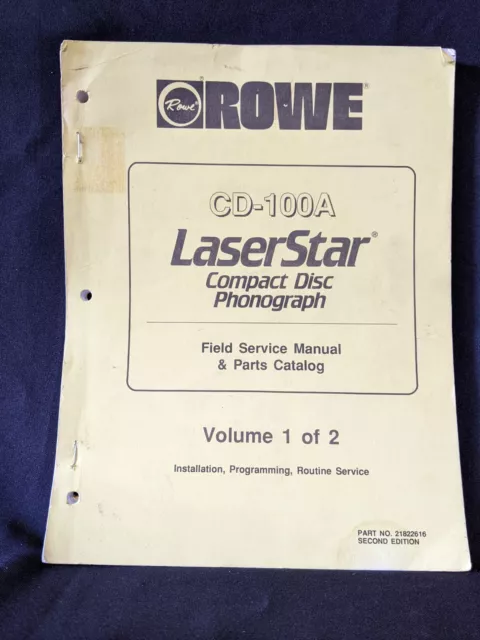 Rowe® ROWE®
CD-100A
LaserStar®
Compact Disc
Phonograph
Field Service Manual
& Parts Catalog
Volume 1 of 2
Installation, Programming, Routine Service
PART NO. 21822616
SECOND EDITION